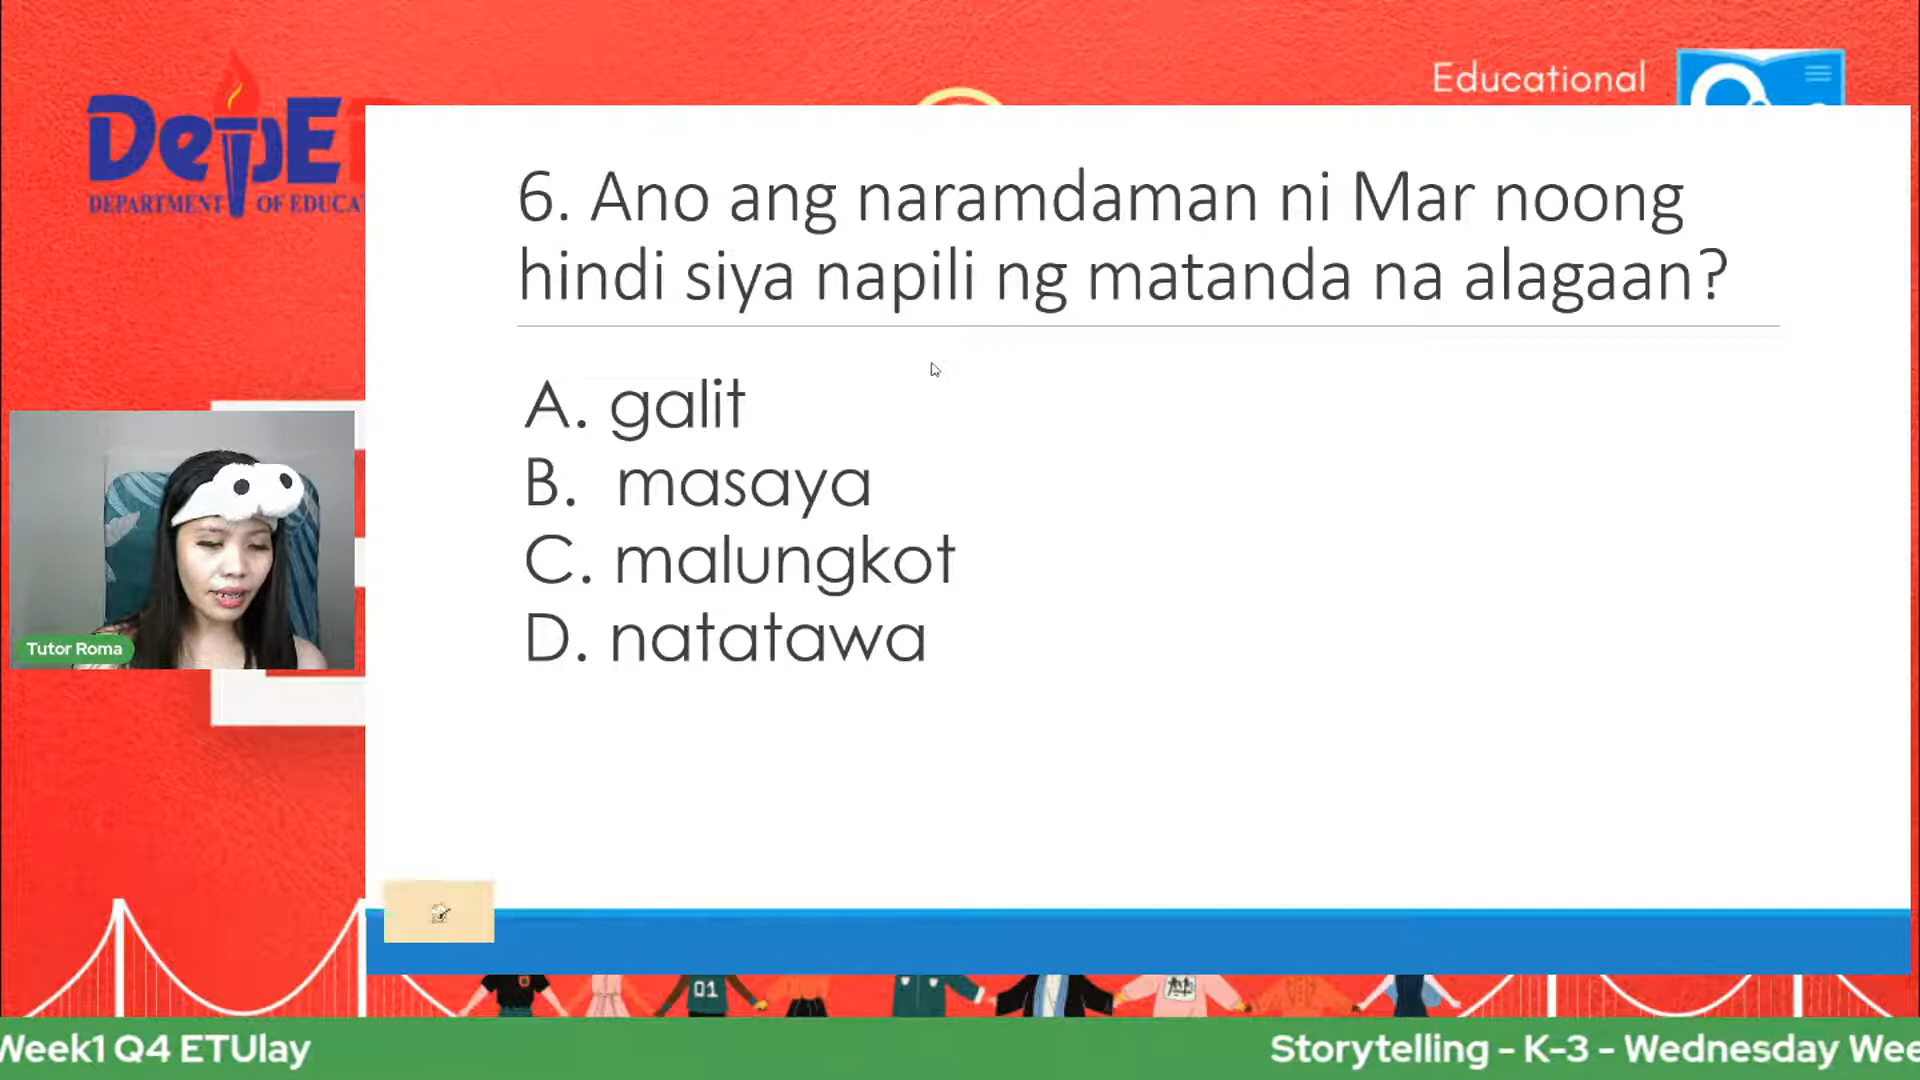 DepE
DEPARTMENT OF EDUCA
Educational
6. Ano ang naramdaman ni Mar noong
hindi siya napili ng matanda na alagaan?
A. galit
B. masaya
C. malungkot
D. natatawa
Tutor Roma
01
Week1 Q4 ETUlay
Storytelling - K-3 - Wednesday Wee